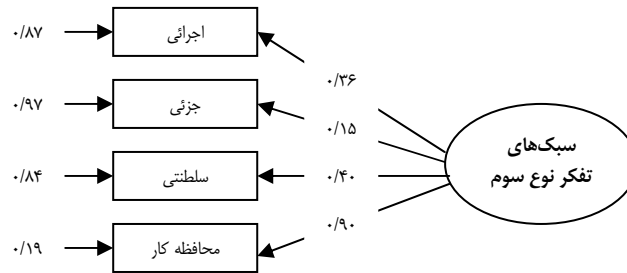 اجرائی
۰/۸۷
۰/۳۶
جزئی
۰/۹۷
۰/۱۵
سبک‌های
تفکر نوع سوم
سلطنتی
۰/۸۴
۰/۴۰
محافظه کار
۰/۱۹
۰/۹۰